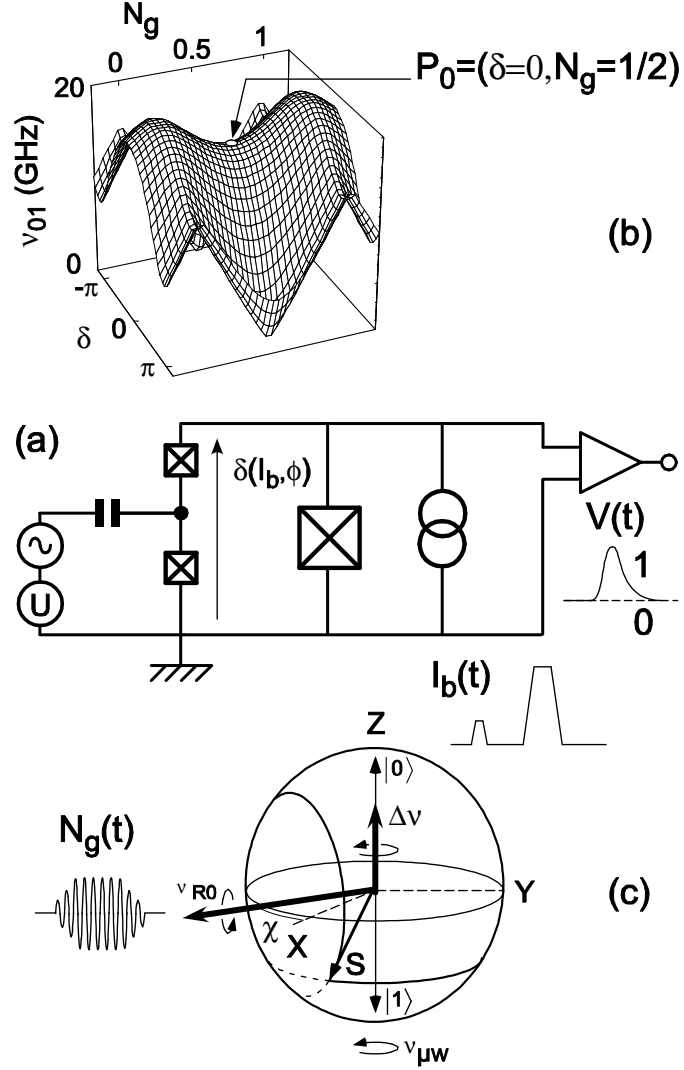 N_g
0 0.5 1
20
P_0=(δ=0,N_g=1/2)
ν_01 (GHz)
(b)
0
-π
δ 0
π
(a)
δ(I_b,ϕ)
V(t)
U
1
0
I_b(t)
Z
|0⟩
Δν
N_g(t)
ν_R0
Y
(c)
χ
X
S
|1⟩
ν_μw